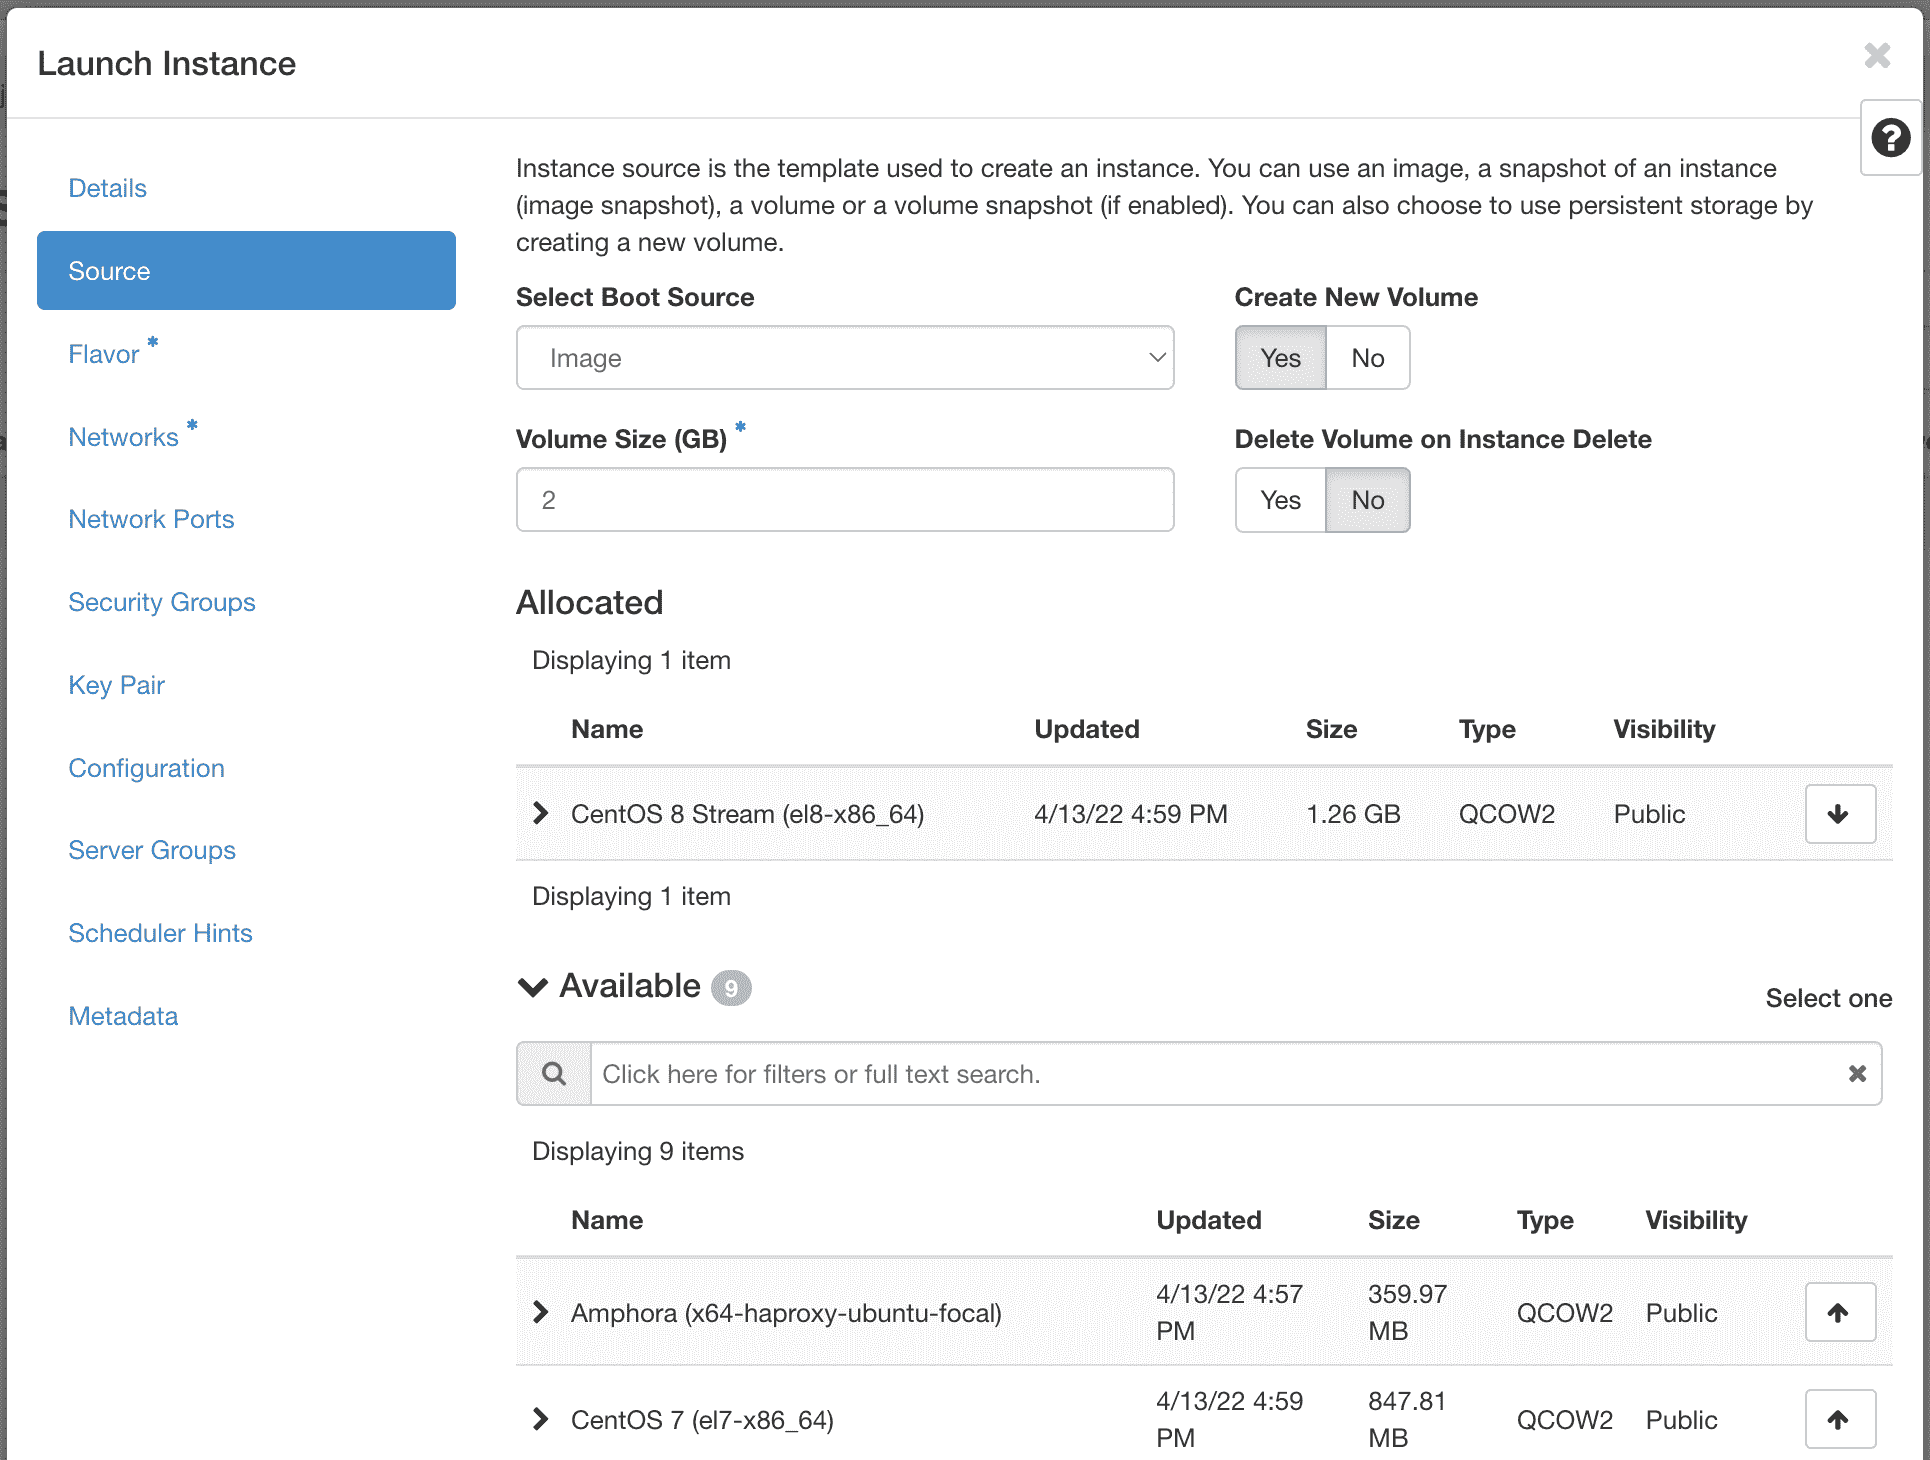 Launch Instance
Details
Source
Flavor *
Networks *
Network Ports
Security Groups
Key Pair
Configuration
Server Groups
Scheduler Hints
Metadata
Instance source is the template used to create an instance. You can use an image, a snapshot of an instance
(image snapshot), a volume or a volume snapshot (if enabled). You can also choose to use persistent storage by
creating a new volume.
Select Boot Source
Image
Create New Volume
Yes No
Volume Size (GB) *
2
Delete Volume on Instance Delete
Yes No
Allocated
Displaying 1 item
Name Updated Size Type Visibility
CentOS 8 Stream (el8-x86_64) 4/13/22 4:59 PM 1.26 GB QCOW2 Public
Displaying 1 item
Available 9
Select one
Click here for filters or full text search.
Displaying 9 items
Name Updated Size Type Visibility
Amphora (x64-haproxy-ubuntu-focal) 4/13/22 4:57 PM 359.97 MB QCOW2 Public
CentOS 7 (el7-x86_64) 4/13/22 4:59 PM 847.81 MB QCOW2 Public